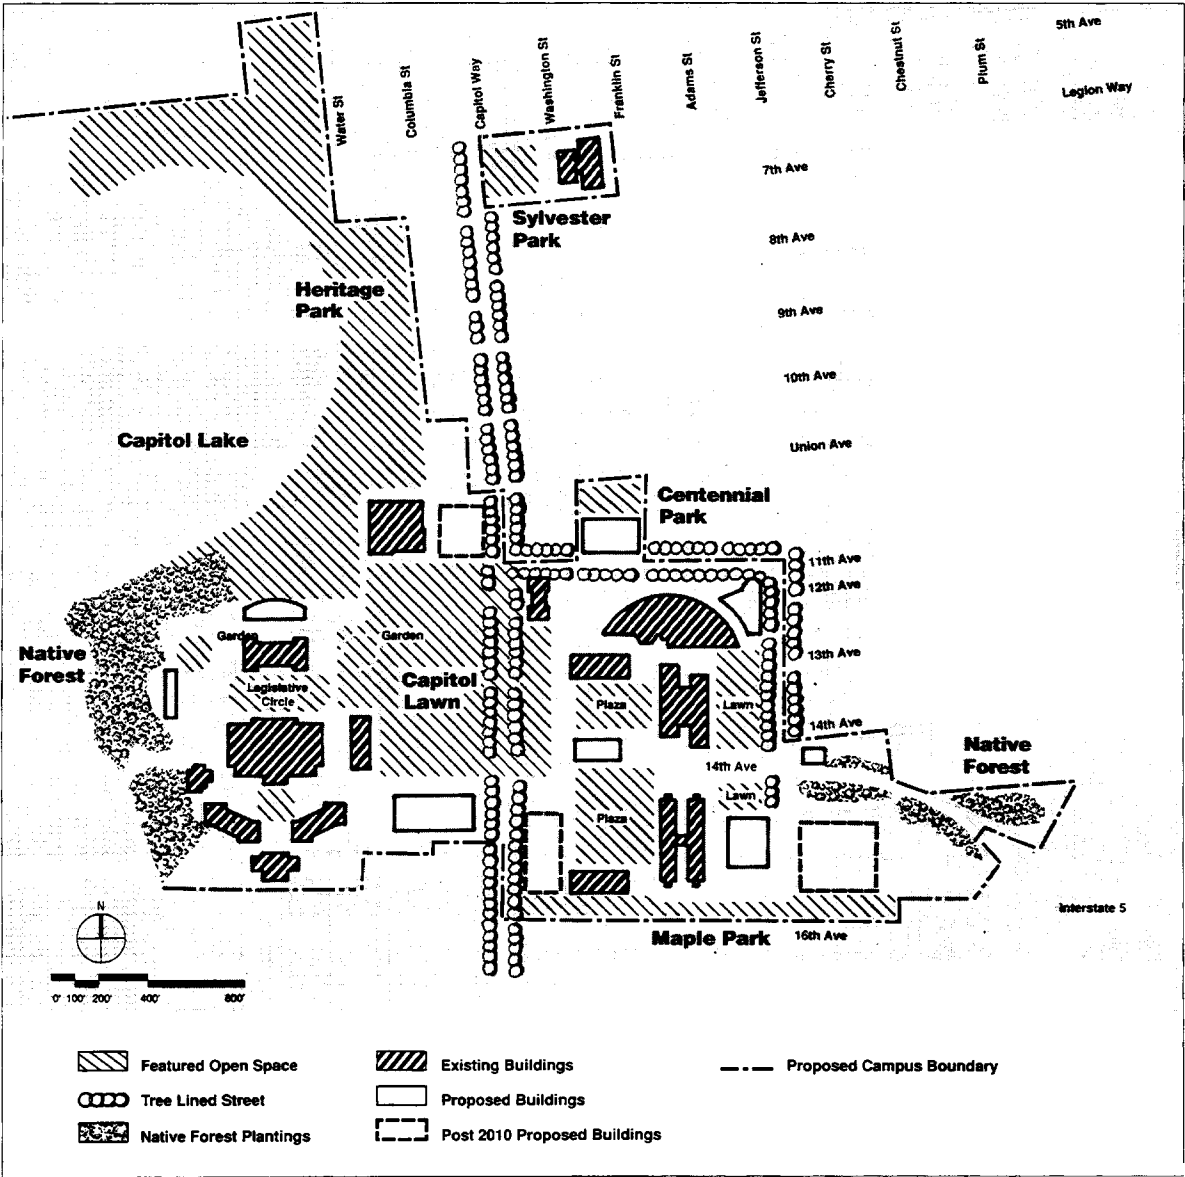 5th Ave
Legion Way
Water St
Columbia St
Capitol Way
Washington St
Franklin St
Adams St
Jefferson St
Cherry St
Chestnut St
Plum St
7th Ave
Sylvester
Park
8th Ave
Heritage
Park
9th Ave
10th Ave
Capitol Lake
Union Ave
Centennial
Park
11th Ave
12th Ave
Garden
Garden
Native
Forest
13th Ave
Capitol
Lawn
Legislative
Circle
Plaza
Lawn
14th Ave
Native
Forest
14th Ave
Lawn
Plaza
N
Interstate 5
Maple Park
16th Ave
0' 100' 200' 400' 800'
Featured Open Space
Existing Buildings
Proposed Campus Boundary
Tree Lined Street
Proposed Buildings
Native Forest Plantings
Post 2010 Proposed Buildings